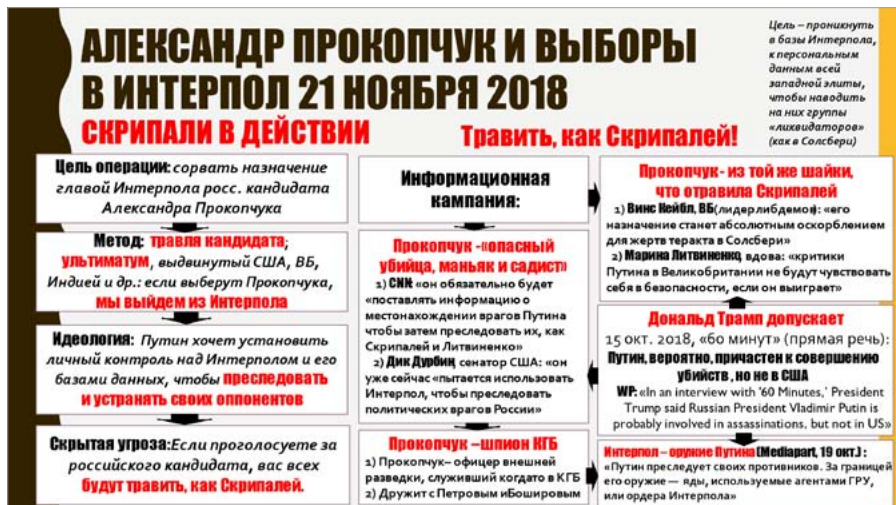 АЛЕКСАНДР ПРОКОПЧУК И ВЫБОРЫ
В ИНТЕРПОЛ 21 НОЯБРЯ 2018
СКРИПАЛИ В ДЕЙСТВИИ
Травить, как Скрипалей!
Цель – проникнуть
в базы Интерпола,
к персональным
данным всей
западной элиты,
чтобы наводить
на них группы
«ликвидаторов»
(как в Солсбери)
Цель операции: сорвать назначение
главой Интерпола росс. кандидата
Александра Прокопчука
Метод: травля кандидата;
ультиматум, выдвинутый США, ВБ,
Индией и др.: если выберут Прокопчука,
мы выйдем из Интерпола
Идеология: Путин хочет установить
личный контроль над Интерполом и его
базами данных, чтобы преследовать
и устранять своих оппонентов
Скрытая угроза:Если проголосуете за
российского кандидата, вас всех
будут травить, как Скрипалей.
Информационная
кампания:
Прокопчук -«опасный
убийца, маньяк и садист»
1) CNN: «он обязательно будет
«поставлять информацию о
местонахождении врагов Путина
чтобы затем преследовать их, как
Скрипалей и Литвиненко»
2) Дик Дурбин, сенатор США: «он
уже сейчас «пытается использовать
Интерпол, чтобы преследовать
политических врагов России»
Прокопчук –шпион КГБ
1) Прокопчук– офицер внешней
разведки, служивший когдато в КГБ
2) Дружит с Петровым иБошировым
Прокопчук- из той же шайки,
что отравила Скрипалей
1) Винс Кейбл, ВБ(лидерлибдемов): «его
назначение станет абсолютным оскорблением
для жертв теракта в Солсбери»
2) Марина Литвиненко, вдова: «критики
Путина в Великобритании не будут чувствовать
себя в безопасности, если он выиграет»
Дональд Трамп допускает
15 окт. 2018, «60 минут» (прямая речь):
Путин, вероятно, причастен к совершению
убийств , но не в США
WP: «In an interview with '60 Minutes,' President
Trump said Russian President Vladimir Putin is
probably involved in assassinations, but not in US»
Интерпол – оружие Путина (Mediapart, 19 окт.) :
«Путин преследует своих противников. За границей
его оружие — яды, используемые агентами ГРУ,
или ордера Интерпола»